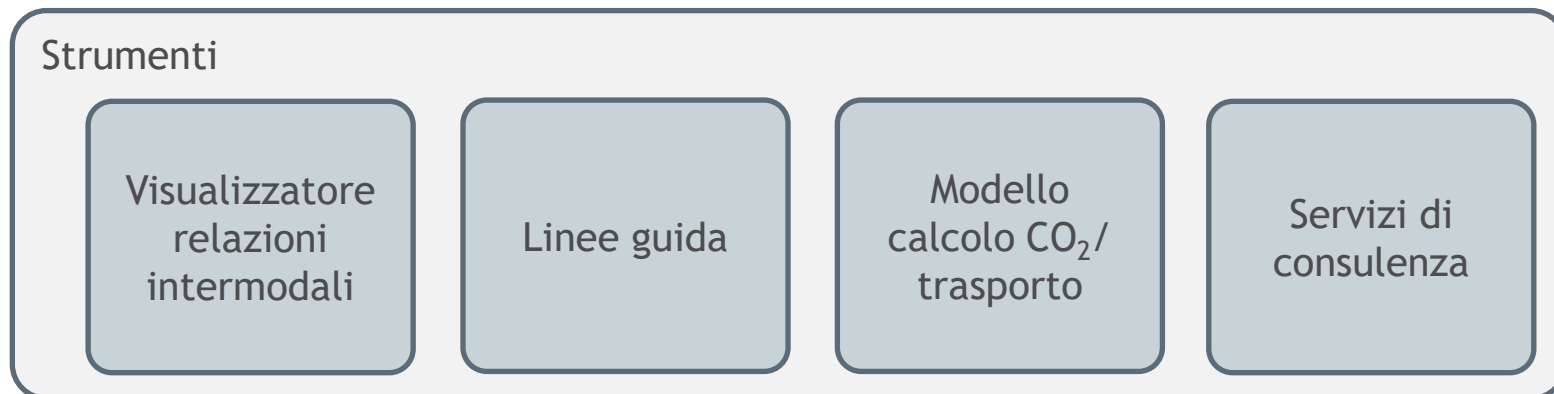 Strumenti
Visualizzatore
relazioni
intermodali
Linee guida
Modello
calcolo CO₂/
trasporto
Servizi di
consulenza